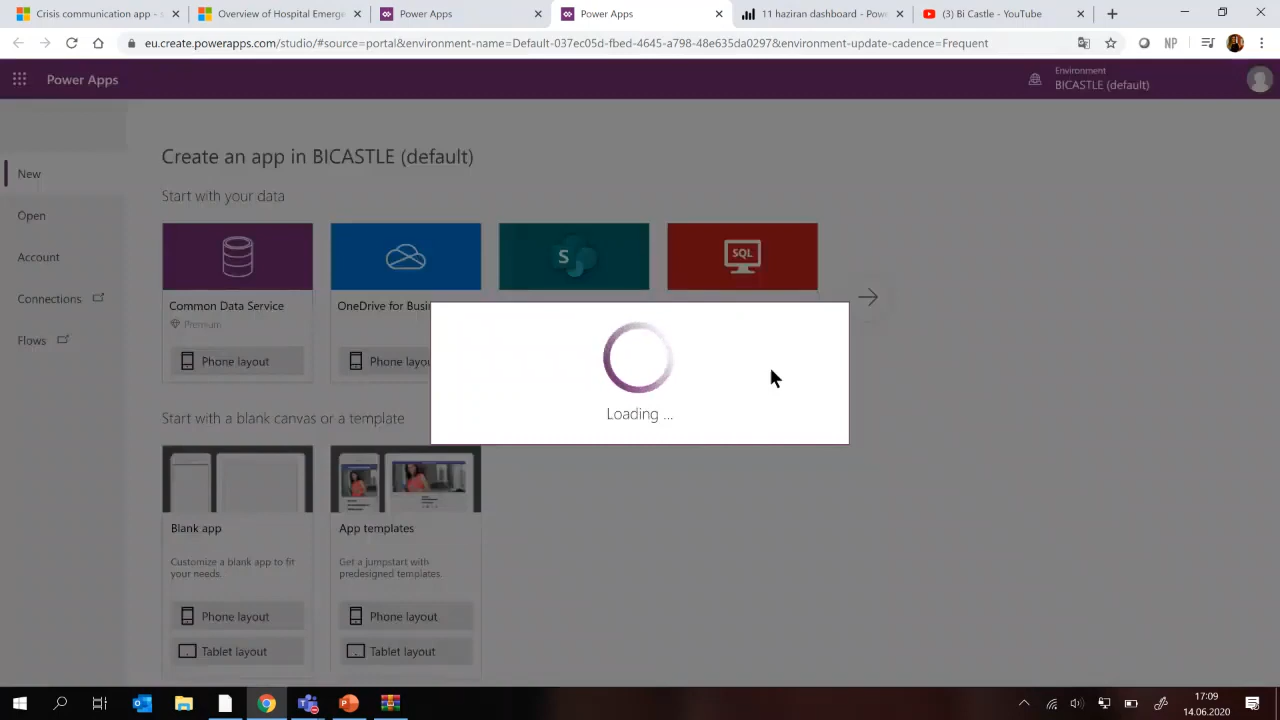 Crisis communication app - s
Overview of Hospital Emerge
Power Apps
Power Apps
11 haziran dashboard - Powe
(3) Bi Castle - YouTube
eu.create.powerapps.com/studio/#source=portal&environment-name=Default-037ec05d-fbed-4645-a798-48e635da0297&environment-update-cadence=Frequent
NP
Power Apps
Environment
BICASTLE (default)
New
Open
Account
Connections
Flows
Create an app in BICASTLE (default)
Start with your data
S
SQL
Common Data Service
Premium
Phone layout
OneDrive for Busi
Phone layou
Loading ...
Start with a blank canvas or a template
Blank app
Customize a blank app to fit
your needs.
Phone layout
Tablet layout
App templates
Get a jumpstart with
predesigned templates.
Phone layout
Tablet layout
17:09
14.06.2020